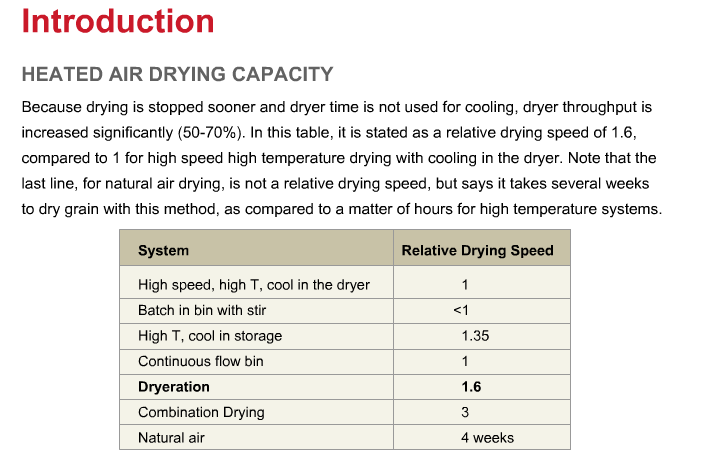 Introduction
HEATED AIR DRYING CAPACITY
Because drying is stopped sooner and dryer time is not used for cooling, dryer throughput is
increased significantly (50-70%). In this table, it is stated as a relative drying speed of 1.6,
compared to 1 for high speed high temperature drying with cooling in the dryer. Note that the
last line, for natural air drying, is not a relative drying speed, but says it takes several weeks
to dry grain with this method, as compared to a matter of hours for high temperature systems.
System Relative Drying Speed
High speed, high T, cool in the dryer 1
Batch in bin with stir <1
High T, cool in storage 1.35
Continuous flow bin 1
Dryeration 1.6
Combination Drying 3
Natural air 4 weeks